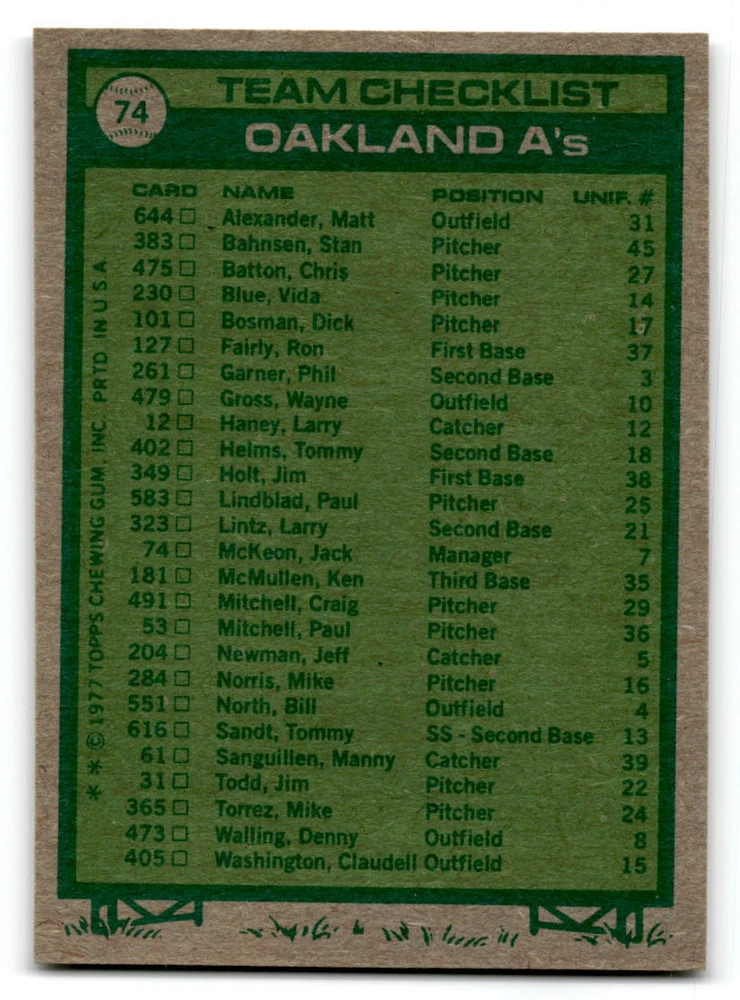 74
TEAM CHECKLIST
OAKLAND A's
CARD NAME POSITION UNIF. #
644 □ Alexander, Matt Outfield 31
383 □ Bahnsen, Stan Pitcher 45
475 □ Batton, Chris Pitcher 27
230 □ Blue, Vida Pitcher 14
101 □ Bosman, Dick Pitcher 17
127 □ Fairly, Ron First Base 37
261 □ Garner, Phil Second Base 3
479 □ Gross, Wayne Outfield 10
12 □ Haney, Larry Catcher 12
402 □ Helms, Tommy Second Base 18
349 □ Holt, Jim First Base 38
583 □ Lindblad, Paul Pitcher 25
323 □ Lintz, Larry Second Base 21
74 □ McKeon, Jack Manager 7
181 □ McMullen, Ken Third Base 35
491 □ Mitchell, Craig Pitcher 29
53 □ Mitchell, Paul Pitcher 36
204 □ Newman, Jeff Catcher 5
284 □ Norris, Mike Pitcher 16
551 □ North, Bill Outfield 4
616 □ Sandt, Tommy SS - Second Base 13
61 □ Sanguillen, Manny Catcher 39
31 □ Todd, Jim Pitcher 22
365 □ Torrez, Mike Pitcher 24
473 □ Walling, Denny Outfield 8
405 □ Washington, Claudell Outfield 15
* * © 1977 TOPPS CHEWING GUM, INC. PRTD IN U S A